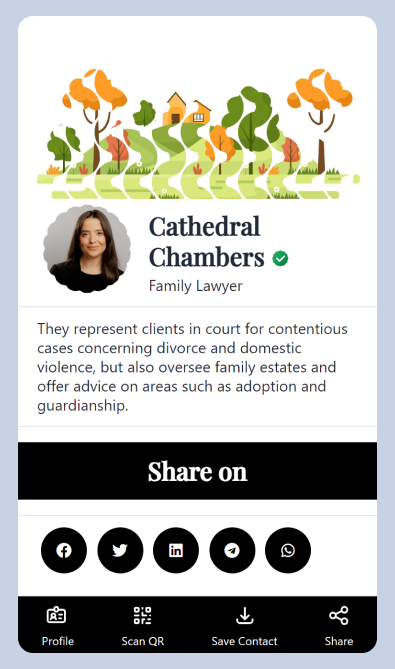 Cathedral
Chambers
Family Lawyer
They represent clients in court for contentious
cases concerning divorce and domestic
violence, but also oversee family estates and
offer advice on areas such as adoption and
guardianship.
Share on
Profile
Scan QR
Save Contact
Share